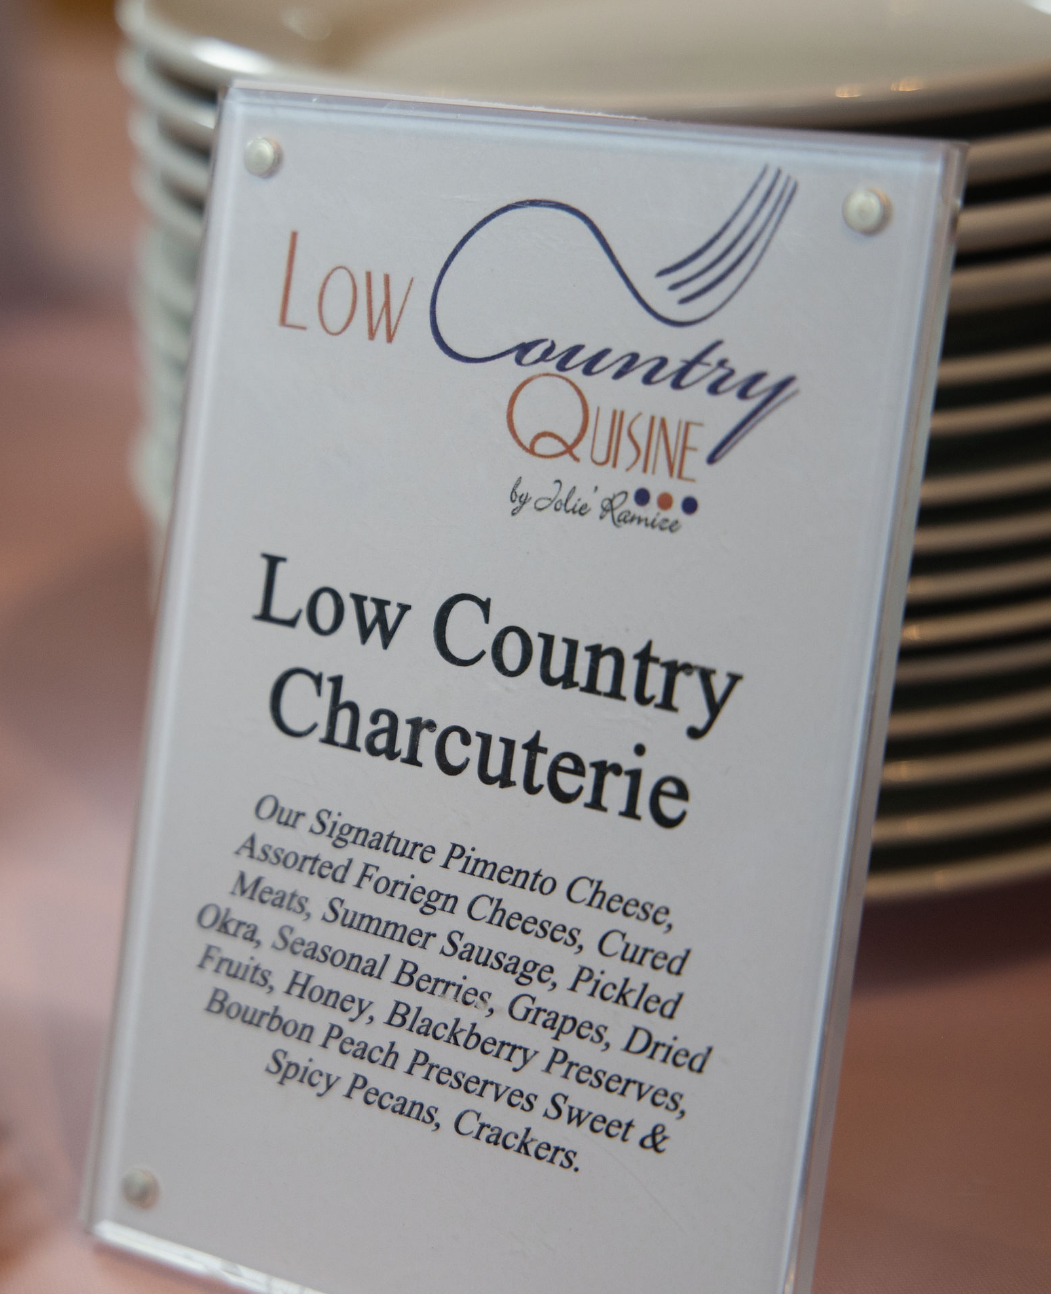 Low Country
Quisine
by Jolie' Ramize
Low Country
Charcuterie
Our Signature Pimento Cheese,
Assorted Foriegn Cheeses, Cured
Meats, Summer Sausage, Pickled
Okra, Seasonal Berries, Grapes, Dried
Fruits, Honey, Blackberry Preserves,
Bourbon Peach Preserves Sweet &
Spicy Pecans, Crackers.